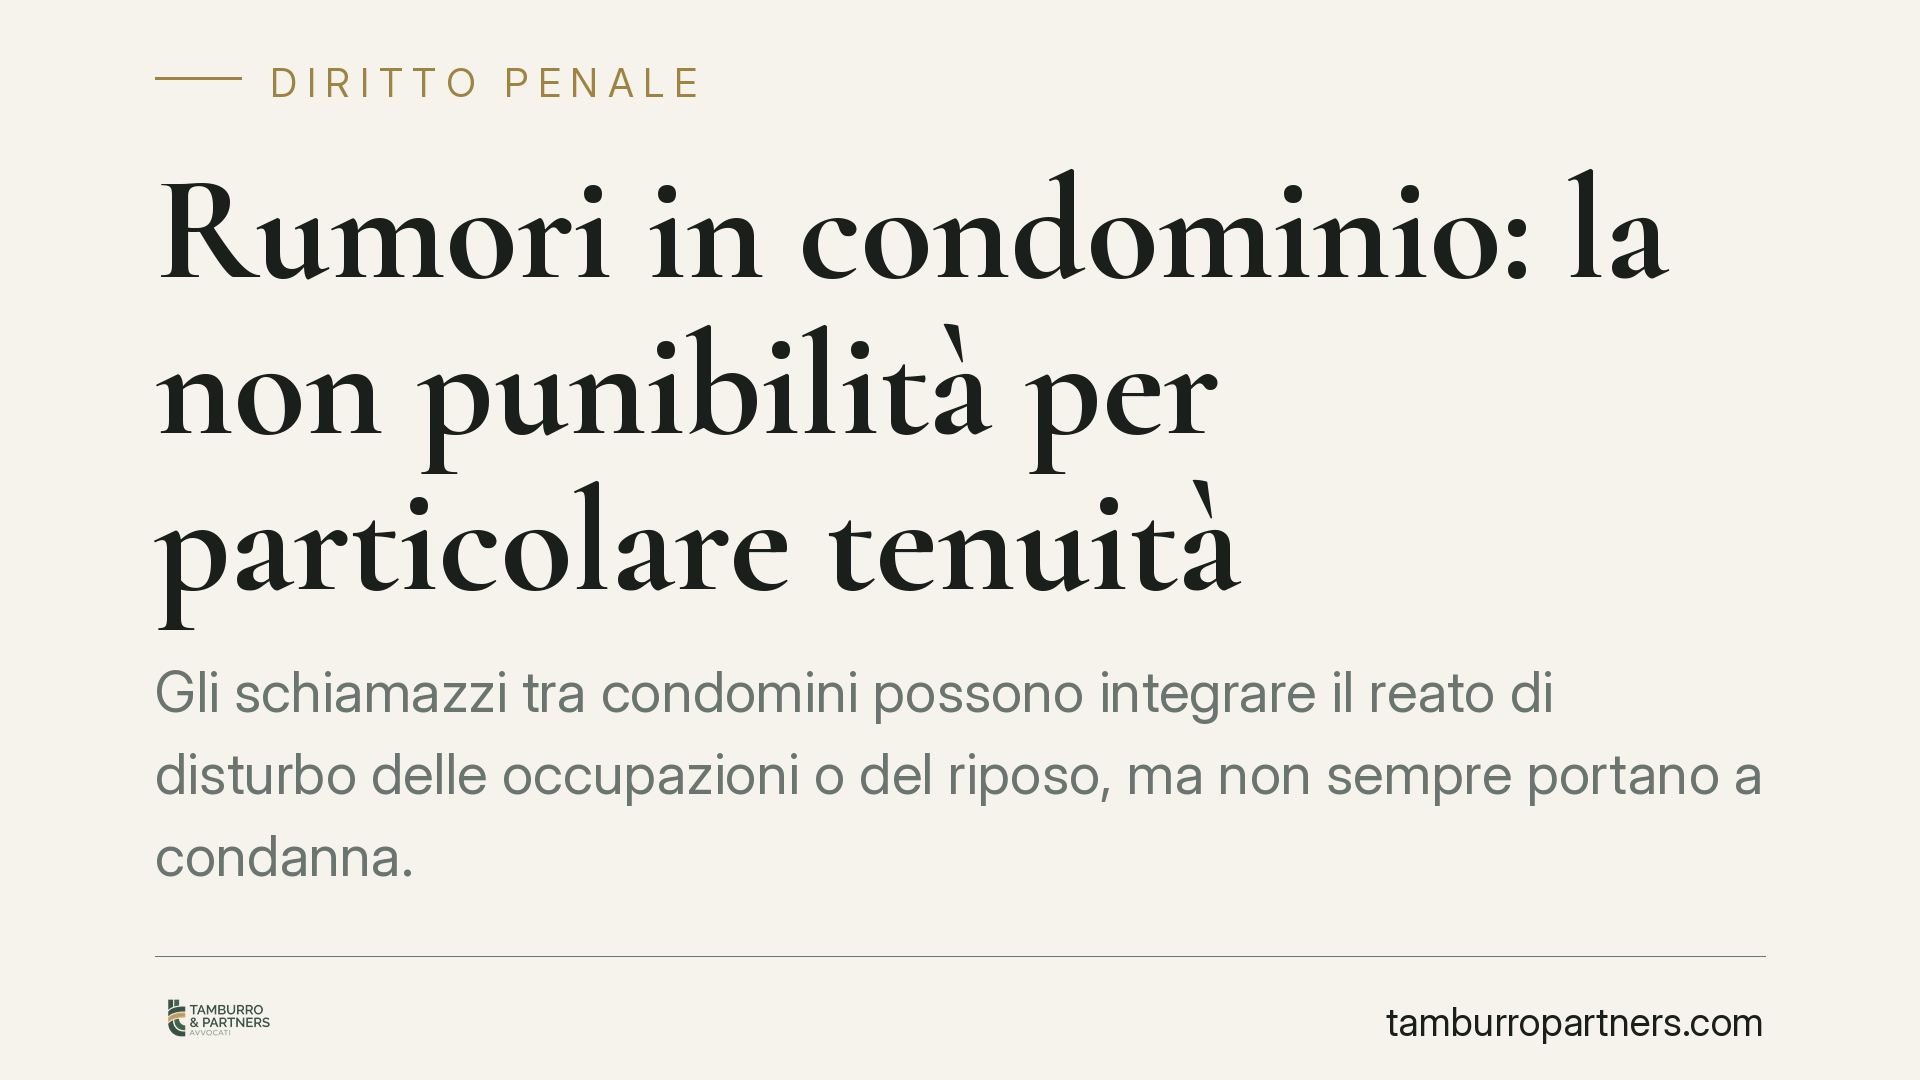 DIRITTO PENALE
Rumori in condominio: la
non punibilità per
particolare tenuità
Gli schiamazzi tra condomini possono integrare il reato di
disturbo delle occupazioni o del riposo, ma non sempre portano a
condanna.
TAMBURRO
& PARTNERS
AVVOCATI
tamburropartners.com